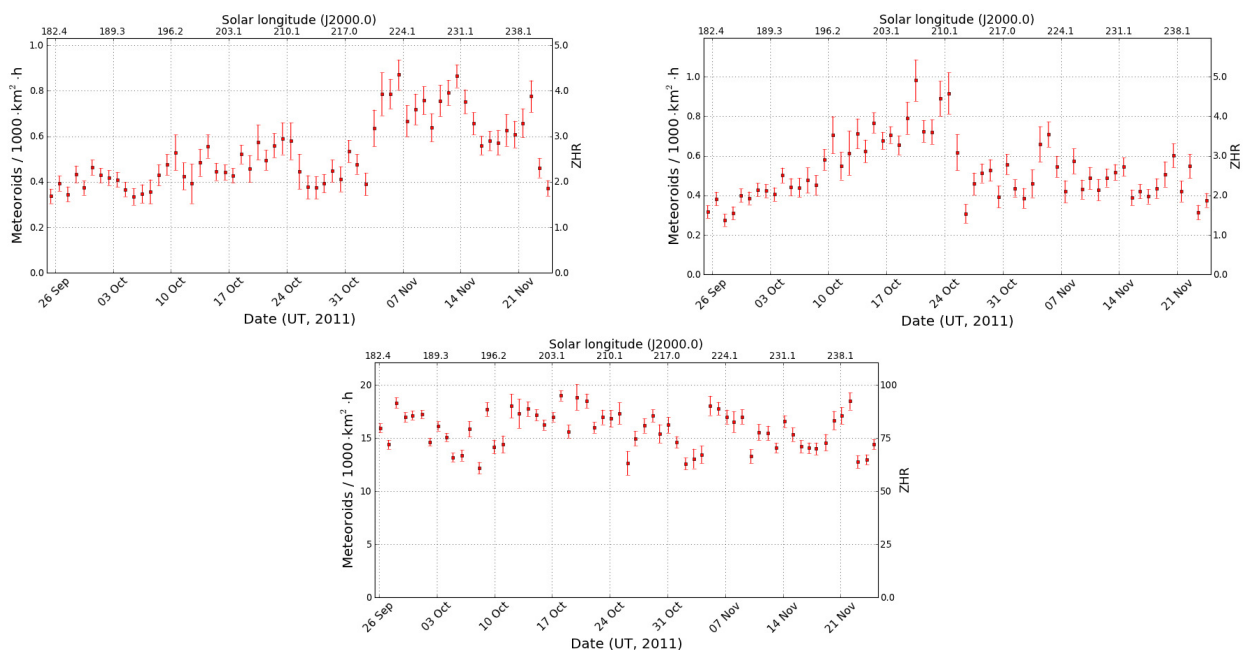 Solar longitude (J2000.0)
182.4 189.3 196.2 203.1 210.1 217.0 224.1 231.1 238.1
Meteoroids / 1000 ·km² ·h
1.0
0.8
0.6
0.4
0.2
0.0
5.0
4.0
3.0
2.0
1.0
0.0
ZHR
26 Sep 03 Oct 10 Oct 17 Oct 24 Oct 31 Oct 07 Nov 14 Nov 21 Nov
Date (UT, 2011)
Solar longitude (J2000.0)
182.4 189.3 196.2 203.1 210.1 217.0 224.1 231.1 238.1
Meteoroids / 1000 ·km² ·h
1.0
0.8
0.6
0.4
0.2
0.0
5.0
4.0
3.0
2.0
1.0
0.0
ZHR
26 Sep 03 Oct 10 Oct 17 Oct 24 Oct 31 Oct 07 Nov 14 Nov 21 Nov
Date (UT, 2011)
Solar longitude (J2000.0)
182.4 189.3 196.2 203.1 210.1 217.0 224.1 231.1 238.1
Meteoroids / 1000 ·km² ·h
20
15
10
5
0
100
75
50
25
0.0
ZHR
26 Sep 03 Oct 10 Oct 17 Oct 24 Oct 31 Oct 07 Nov 14 Nov 21 Nov
Date (UT, 2011)